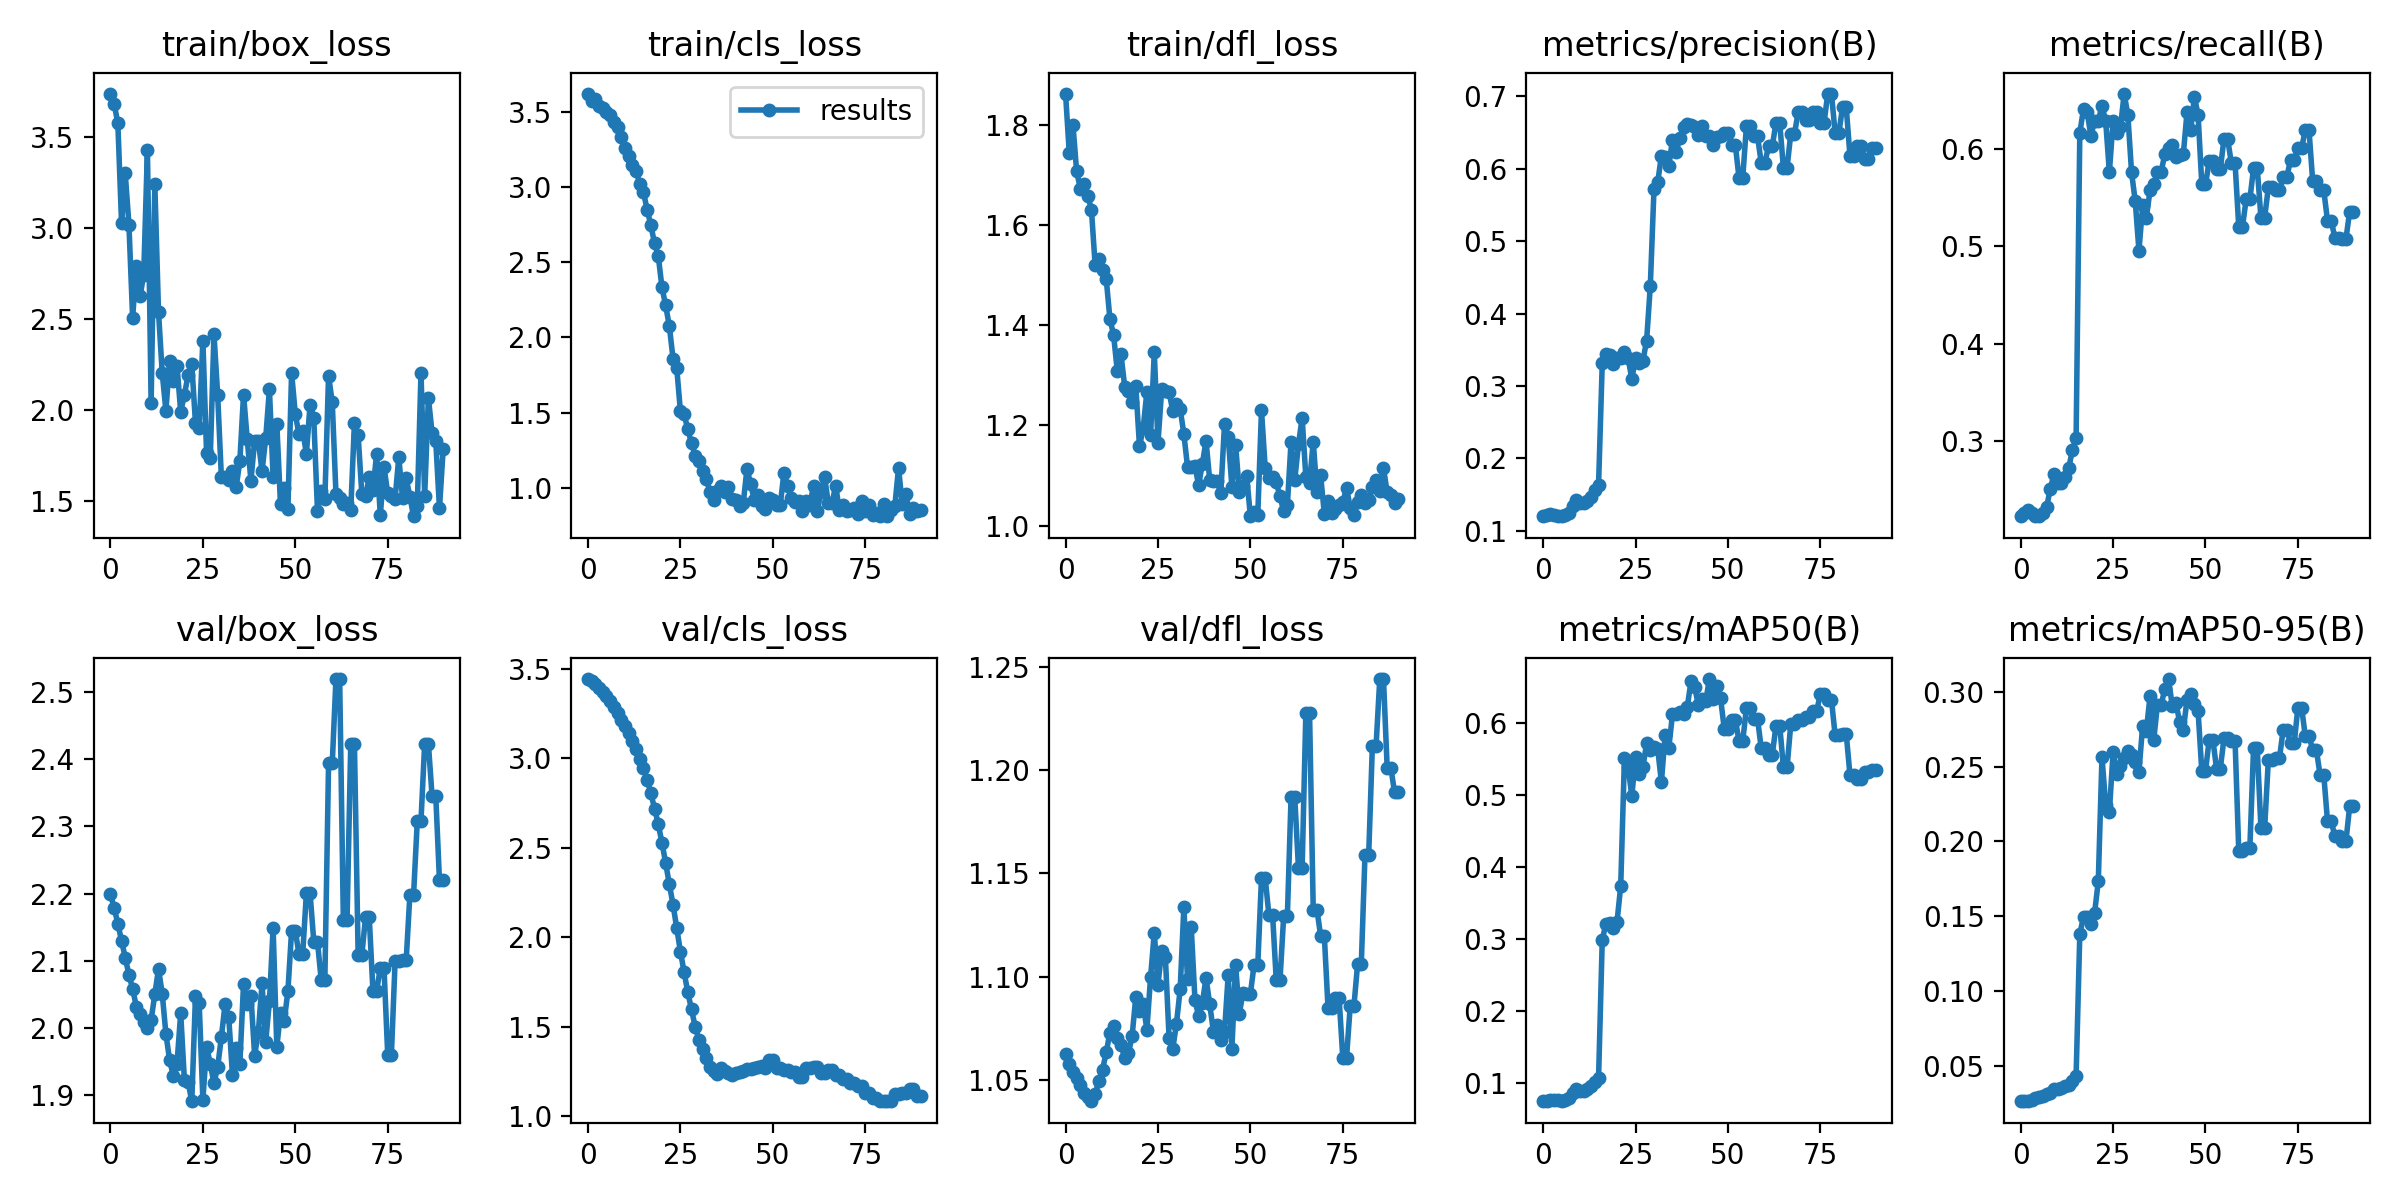 train/box_loss
3.5
3.0
2.5
2.0
1.5
0 25 50 75
train/cls_loss
results
3.5
3.0
2.5
2.0
1.5
1.0
0 25 50 75
train/dfl_loss
1.8
1.6
1.4
1.2
1.0
0 25 50 75
metrics/precision(B)
0.7
0.6
0.5
0.4
0.3
0.2
0.1
0 25 50 75
metrics/recall(B)
0.6
0.5
0.4
0.3
0 25 50 75
val/box_loss
2.5
2.4
2.3
2.2
2.1
2.0
1.9
0 25 50 75
val/cls_loss
3.5
3.0
2.5
2.0
1.5
1.0
0 25 50 75
val/dfl_loss
1.25
1.20
1.15
1.10
1.05
0 25 50 75
metrics/mAP50(B)
0.6
0.5
0.4
0.3
0.2
0.1
0 25 50 75
metrics/mAP50-95(B)
0.30
0.25
0.20
0.15
0.10
0.05
0 25 50 75